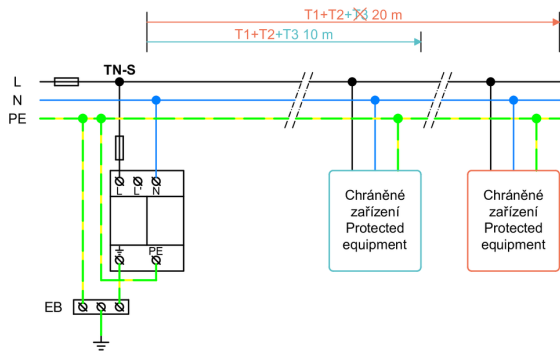 T1+T2+T3 20 m
T1+T2+T3 10 m
TN-S
L
N
PE
L L' N
Chráněné
zařízení
Protected
equipment
Chráněné
zařízení
Protected
equipment
PE
EB